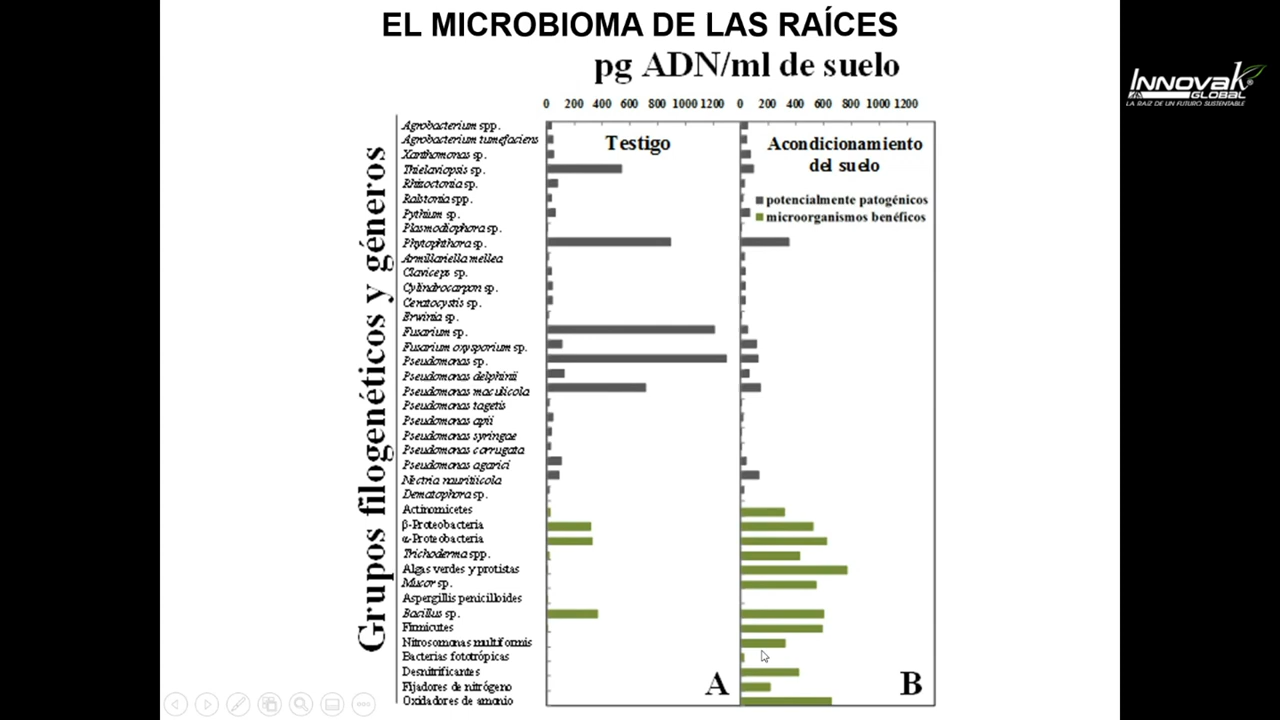 EL MICROBIOMA DE LAS RAÍCES
pg ADN/ml de suelo
INNOVAK
GLOBAL
LA RAÍZ DE UN FUTURO SUSTENTABLE
0 200 400 600 800 1000 1200
0 200 400 600 800 1000 1200
Grupos filogenéticos y géneros
Testigo
Acondicionamiento
del suelo
potencialmente patogénicos
microorganismos benéficos
Agrobacterium spp.
Agrobacterium tumefaciens
Xanthomonas sp.
Thielaviopsis sp.
Rhisoctonia sp.
Ralstonia spp.
Pythium sp.
Plasmodiophora sp.
Phytophthora sp.
Armillariella mellea
Claviceps sp.
Cylindrocarpon sp.
Ceratocystis sp.
Erwinia sp.
Fusarium sp.
Fusarium oxysporium sp.
Pseudomonas sp.
Pseudomonas delphinii
Pseudomonas maculicola
Pseudomonas tagetis
Pseudomonas apii
Pseudomonas syringae
Pseudomonas corrugata
Pseudomonas agarici
Nectria nauritiicola
Dematophora sp.
Actinomicetes
β-Proteobacteria
α-Proteobacteria
Trichoderma spp.
Algas verdes y protistas
Mucor sp.
Aspergillis penicilloides
Bacillus sp.
Firmicutes
Nitrosomonas multiformis
Bacterias fototrópicas
Desnitrificantes
Fijadores de nitrógeno
Oxidadores de amonio
A
B